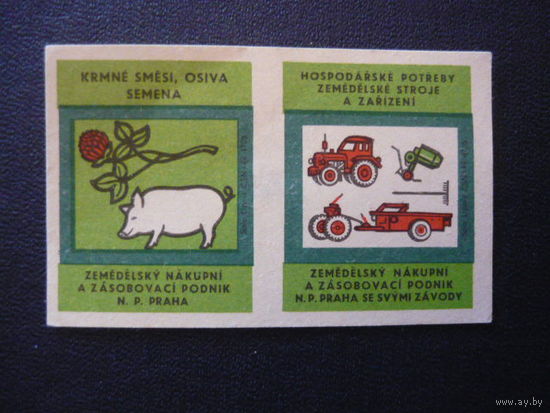 KRMNÉ SMĚSI, OSIVA
SEMENA
ZEMĚDĚLSKÝ NÁKUPNÍ
A ZÁSOBOVACÍ PODNIK
N. P. PRAHA
HOSPODÁŘSKÉ POTŘEBY
ZEMĚDĚLSKÉ STROJE
A ZAŘÍZENÍ
ZEMĚDĚLSKÝ NÁKUPNÍ
A ZÁSOBOVACÍ PODNIK
N. P. PRAHA SE SVÝMI ZÁVODY
www.ay.by